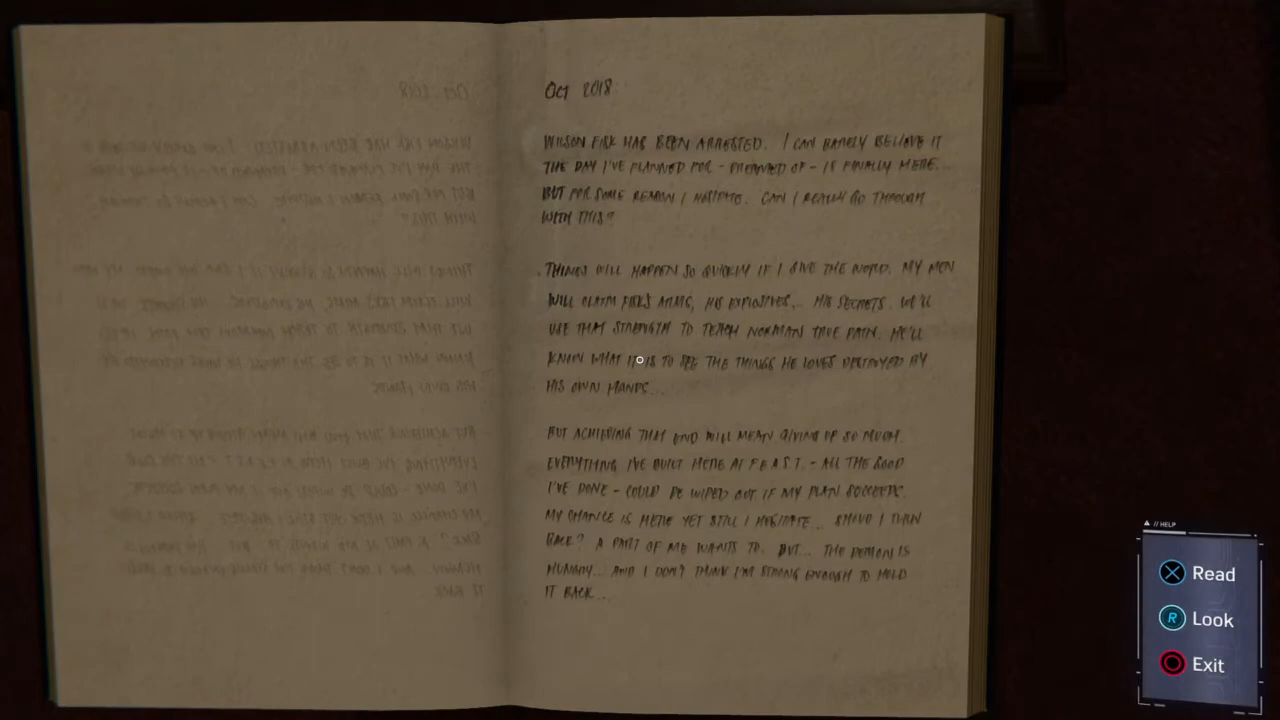 Oct 2018
WILSON FISK HAS BEEN ARRESTED. I CAN BARELY BELIEVE IT
THE DAY I'VE PLANNED FOR - DREAMED OF - IS FINALLY HERE...
BUT FOR SOME REASON I HESITATE. CAN I REALLY GO THROUGH
WITH THIS?
THINGS WILL HAPPEN SO QUICKLY IF I GIVE THE WORD. MY MEN
WILL CLAIM FISK'S ARMS, HIS EXPLOSIVES... HIS SECRETS. WE'LL
USE THAT STRENGTH TO TEACH NORMAN TRUE PAIN. HE'LL
KNOW WHAT IT IS TO SEE THE THINGS HE LOVES DESTROYED BY
HIS OWN HANDS...
BUT ACHIEVING THAT END WILL MEAN GIVING UP SO MUCH.
EVERYTHING I'VE BUILT HERE AT F.E.A.S.T. - ALL THE GOOD
I'VE DONE - COULD BE WIPED OUT IF MY PLAN SUCCEEDS.
MY CHANCE IS HERE YET STILL I HESITATE... SHOULD I TURN
BACK? A PART OF ME WANTS TO. BUT... THE DEMON IS
HUNGRY... AND I DON'T THINK I'M STRONG ENOUGH TO HOLD
IT BACK...
// HELP
Read
R Look
Exit